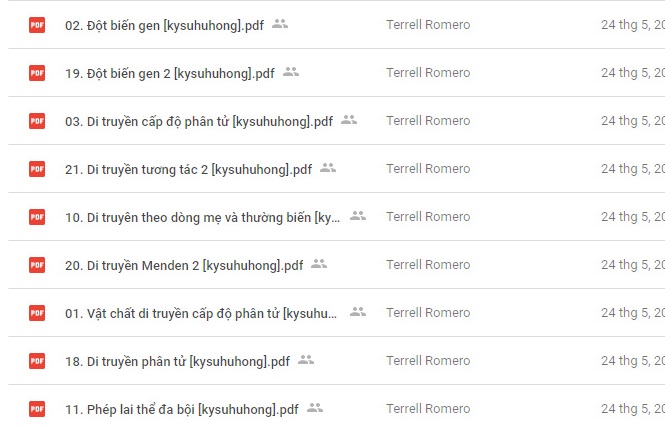 PDF 02. Đột biến gen [kysuhuhong].pdf Terrell Romero 24 thg 5, 20
PDF 19. Đột biến gen 2 [kysuhuhong].pdf Terrell Romero 24 thg 5, 20
PDF 03. Di truyền cấp độ phân tử [kysuhuhong].pdf Terrell Romero 24 thg 5, 20
PDF 21. Di truyền tương tác 2 [kysuhuhong].pdf Terrell Romero 24 thg 5, 20
PDF 10. Di truyên theo dòng mẹ và thường biến [ky... Terrell Romero 24 thg 5, 20
PDF 20. Di truyền Menden 2 [kysuhuhong].pdf Terrell Romero 24 thg 5, 20
PDF 01. Vật chất di truyền cấp độ phân tử [kysuhu... Terrell Romero 24 thg 5, 20
PDF 18. Di truyền phân tử [kysuhuhong].pdf Terrell Romero 24 thg 5, 20
PDF 11. Phép lai thể đa bội [kysuhuhong].pdf Terrell Romero 24 thg 5, 20